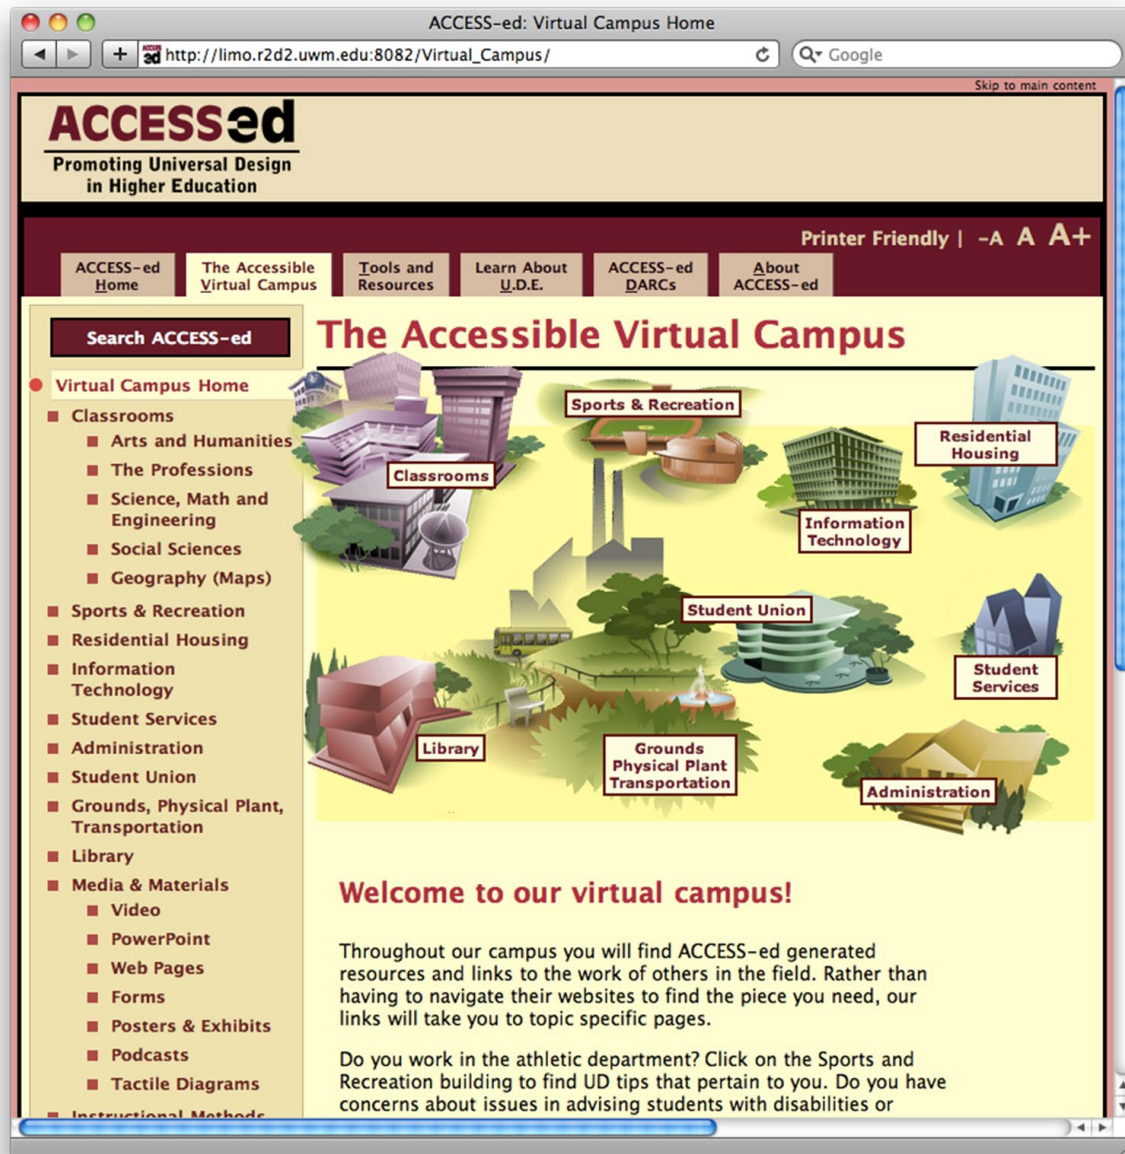 ACCESS-ed: Virtual Campus Home
http://limo.r2d2.uwm.edu:8082/Virtual_Campus/
Google
Skip to main content
ACCESSed
Promoting Universal Design
in Higher Education
Printer Friendly | -A A A+
ACCESS-ed
Home
The Accessible
Virtual Campus
Tools and
Resources
Learn About
U.D.E.
ACCESS-ed
DARCs
About
ACCESS-ed
Search ACCESS-ed
Virtual Campus Home
Classrooms
Arts and Humanities
The Professions
Science, Math and
Engineering
Social Sciences
Geography (Maps)
Sports & Recreation
Residential Housing
Information
Technology
Student Services
Administration
Student Union
Grounds, Physical Plant,
Transportation
Library
Media & Materials
Video
PowerPoint
Web Pages
Forms
Posters & Exhibits
Podcasts
Tactile Diagrams
Instructional Methods
The Accessible Virtual Campus
Sports & Recreation
Residential
Housing
Classrooms
Information
Technology
Student Union
Student
Services
Library
Grounds
Physical Plant
Transportation
Administration
Welcome to our virtual campus!
Throughout our campus you will find ACCESS-ed generated
resources and links to the work of others in the field. Rather than
having to navigate their websites to find the piece you need, our
links will take you to topic specific pages.
Do you work in the athletic department? Click on the Sports and
Recreation building to find UD tips that pertain to you. Do you have
concerns about issues in advising students with disabilities or